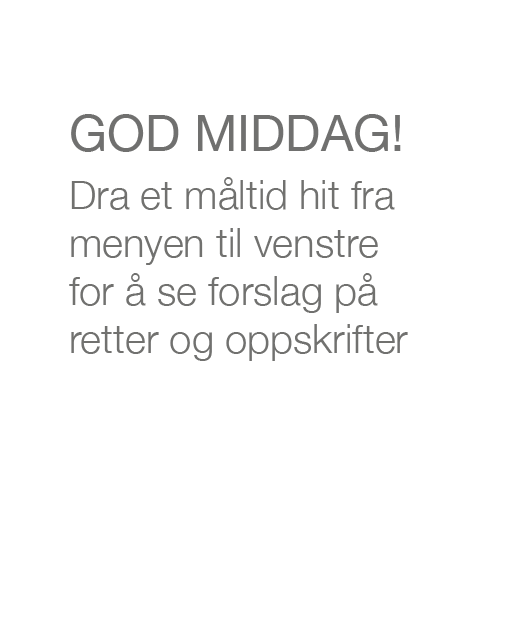 GOD MIDDAG!
Dra et måltid hit fra
menyen til venstre
for å se forslag på
retter og oppskrifter